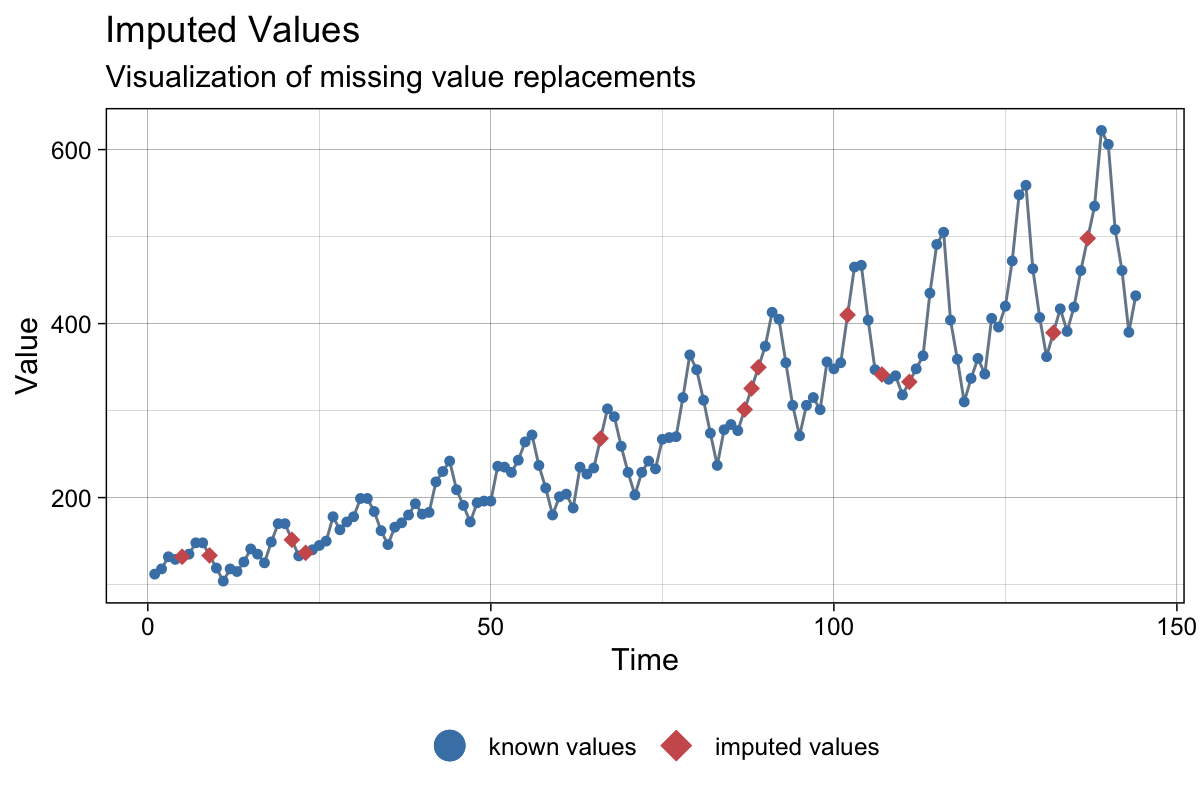 Imputed Values
Visualization of missing value replacements
600
400
200
Value
0 50 100 150
Time
known values imputed values